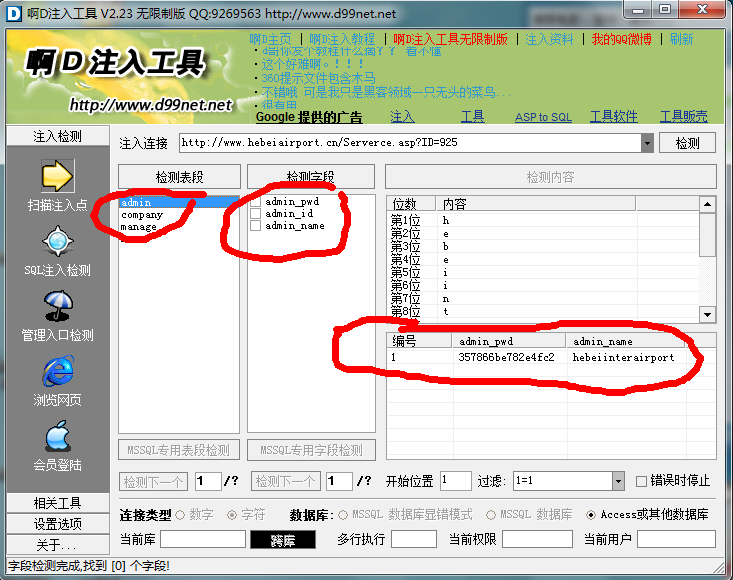 啊D注入工具 V2.23 无限制版 QQ:9269563 http://www.d99net.net
啊D注入工具
http://www.d99net.net
啊D主页 | 啊D注入教程 | 啊D注入工具无限制版 | 注入资料 | 我的QQ微博 | 刷新
这个好难啊。！！！
360提示文件包含木马
不错哦 可是我只是黑客领域一只无头的菜鸟...
很有用
Google 提供的广告 注入 工具 ASP to SQL 工具软件 工具贩卖
注入检测
扫描注入点
SQL注入检测
管理入口检测
浏览网页
会员登陆
相关工具
设置选项
关于...
注入连接 http://www.hebeiairport.cn/Serverce.asp?ID=925 检测
检测表段 检测字段 检测内容
admin
company
manage
admin_pwd
admin_id
admin_name
位数 内容
第1位 h
第2位 e
第3位 b
第4位 e
第5位 i
第6位 i
第7位 n
第8位 t
编号 admin_pwd admin_name
1 357866be782e4fc2 hebeiinterairport
MSSQL专用表段检测 MSSQL专用字段检测
检测下一个 1 /? 检测下一个 1 /? 开始位置 1 过滤: 1=1 错误时停止
连接类型 数字 字符 数据库: MSSQL 数据库显错模式 MSSQL 数据库 Access或其他数据库
当前库 跨库 多行执行 当前权限 当前用户
字段检测完成,找到 [0] 个字段!